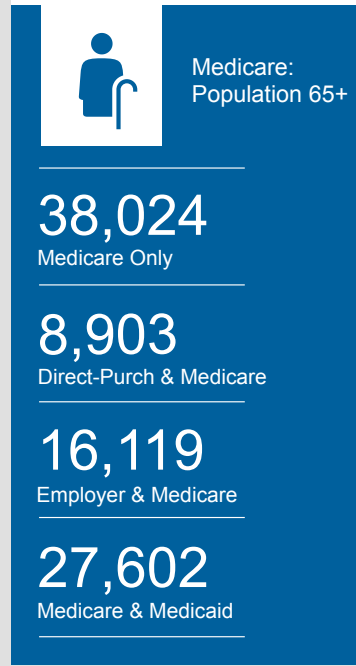 Medicare:
Population 65+
38,024
Medicare Only
8,903
Direct-Purch & Medicare
16,119
Employer & Medicare
27,602
Medicare & Medicaid